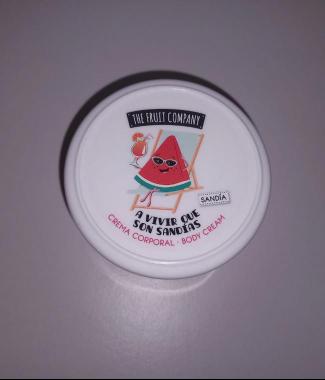 THE FRUIT COMPANY
SANDÍA
A VIVIR QUE
SON SANDÍAS
CREMA CORPORAL · BODY CREAM